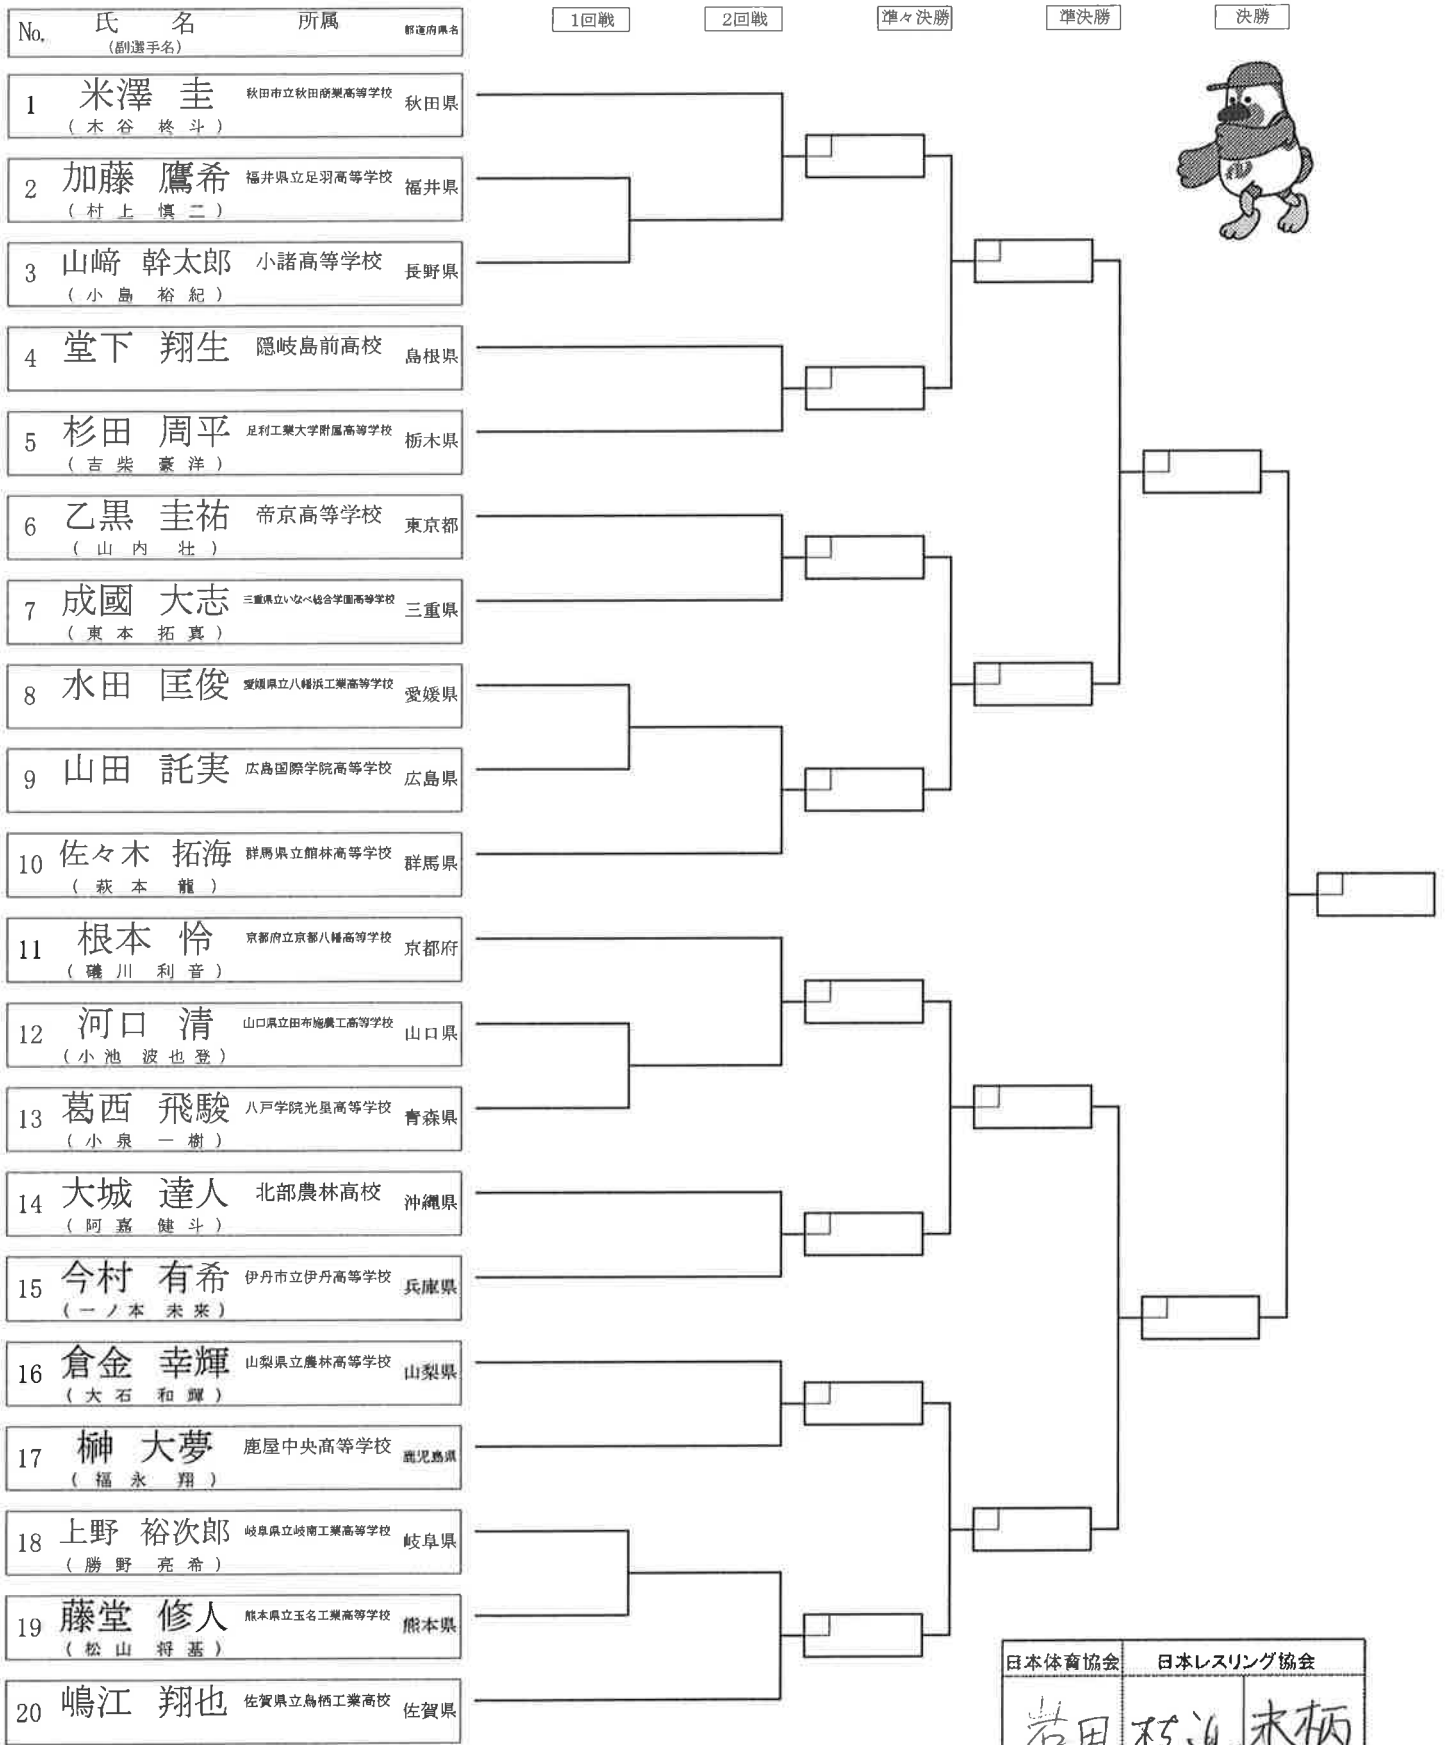 No. 氏 名 所属 都道府県名
(副選手名)
1回戦 2回戦 準々決勝 準決勝 決勝
1 米澤 圭 秋田市立秋田商業高等学校 秋田県
(木谷 柊斗)
2 加藤 鷹希 福井県立足羽高等学校 福井県
(村上 慎二)
3 山﨑 幹太郎 小諸高等学校 長野県
(小島 裕紀)
4 堂下 翔生 隠岐島前高校 島根県
5 杉田 周平 足利工業大学附属高等学校 栃木県
(吉柴 豪洋)
6 乙黒 圭祐 帝京高等学校 東京都
(山内 壮)
7 成國 大志 三重県立いなべ総合学園高等学校 三重県
(東本 拓真)
8 水田 匡俊 愛媛県立八幡浜工業高等学校 愛媛県
9 山田 託実 広島国際学院高等学校 広島県
10 佐々木 拓海 群馬県立館林高等学校 群馬県
(萩本 龍)
11 根本 怜 京都府立京都八幡高等学校 京都府
(磯川 利音)
12 河口 清 山口県立田布施農工高等学校 山口県
(小池 波也登)
13 葛西 飛駿 八戸学院光星高等学校 青森県
(小泉 一樹)
14 大城 達人 北部農林高校 沖縄県
(阿嘉 健斗)
15 今村 有希 伊丹市立伊丹高等学校 兵庫県
(一ノ本 未来)
16 倉金 幸輝 山梨県立農林高等学校 山梨県
(大石 和輝)
17 榊 大夢 鹿屋中央高等学校 鹿児島県
(福永 翔)
18 上野 裕次郎 岐阜県立岐南工業高等学校 岐阜県
(勝野 亮希)
19 藤堂 修人 熊本県立玉名工業高等学校 熊本県
(松山 将基)
20 嶋江 翔也 佐賀県立鳥栖工業高校 佐賀県
日本体育協会 日本レスリング協会
岩田